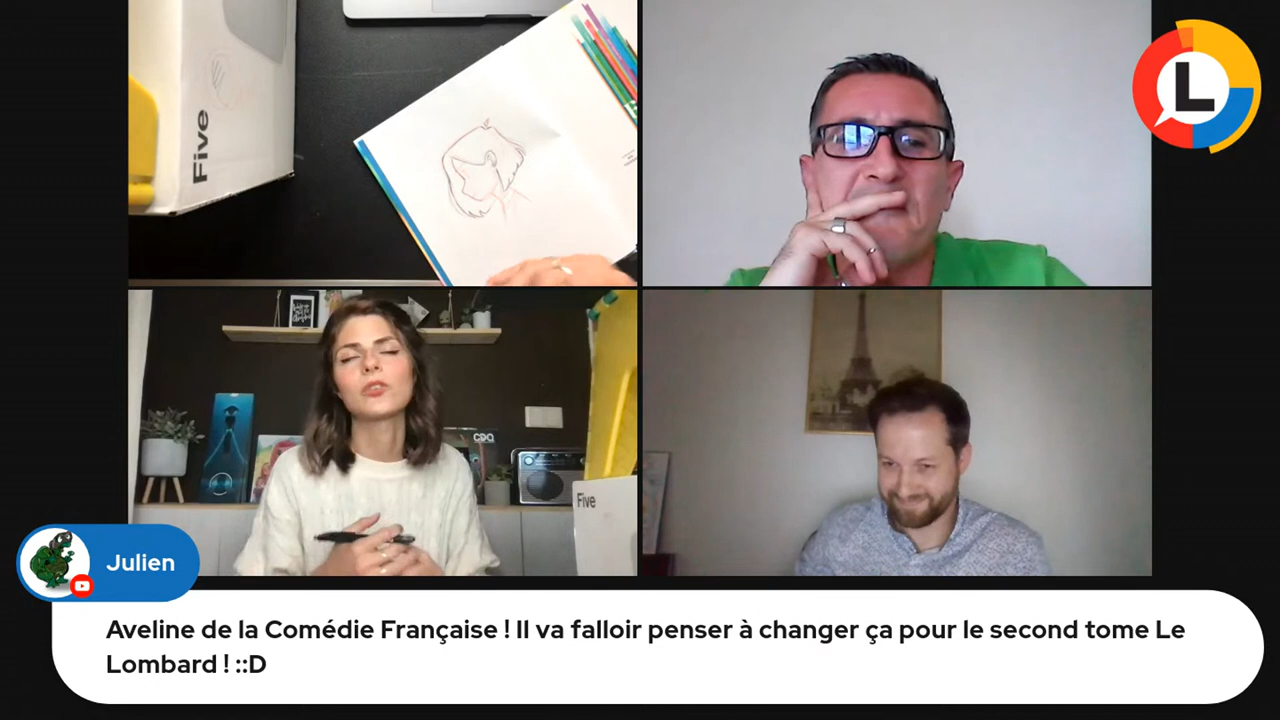 Five
L
CDQ
Five
Julien
Aveline de la Comédie Française ! Il va falloir penser à changer ça pour le second tome Le
Lombard ! ::D